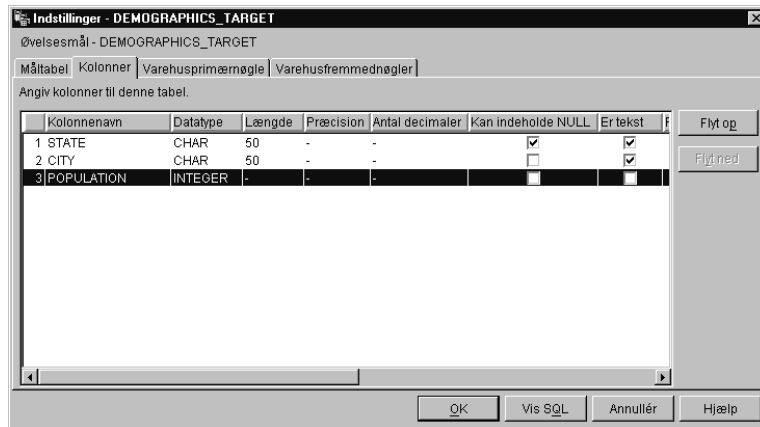 Indstillinger - DEMOGRAPHICS_TARGET
Øvelsesmål - DEMOGRAPHICS_TARGET
Måltabel Kolonner Varehusprimærnøgle Varehusfremmednøgler
Angiv kolonner til denne tabel.
Kolonnenavn Datatype Længde Præcision Antal decimaler Kan indeholde NULL Er tekst F
1 STATE CHAR 50 - -
2 CITY CHAR 50 - -
3 POPULATION INTEGER - - -
Flyt op
Flyt ned
OK Vis SQL Annullér Hjælp